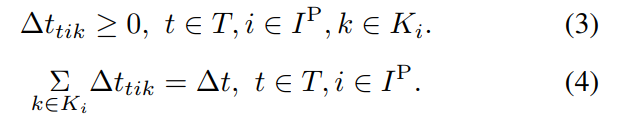 Δt_{tik} ≥ 0, t ∈ T, i ∈ I^P, k ∈ K_i. (3)
Σ_{k∈K_i} Δt_{tik} = Δt, t ∈ T, i ∈ I^P. (4)